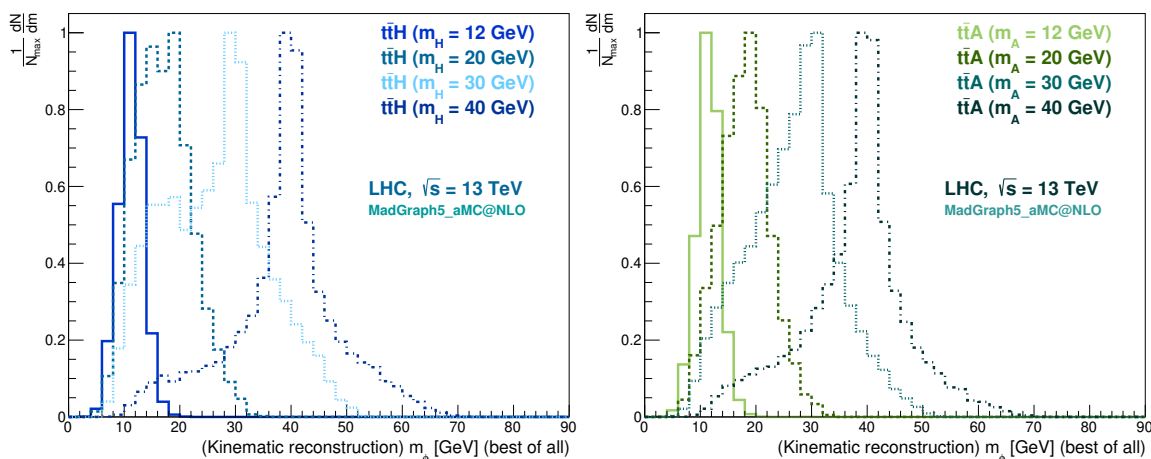 1/N_max dN/dm
tt̄H (m_H = 12 GeV)
tt̄H (m_H = 20 GeV)
tt̄H (m_H = 30 GeV)
tt̄H (m_H = 40 GeV)
LHC, √s = 13 TeV
MadGraph5_aMC@NLO
1
0.8
0.6
0.4
0.2
0
0 10 20 30 40 50 60 70 80 90
(Kinematic reconstruction) m_ϕ [GeV] (best of all)
1/N_max dN/dm
tt̄A (m_A = 12 GeV)
tt̄A (m_A = 20 GeV)
tt̄A (m_A = 30 GeV)
tt̄A (m_A = 40 GeV)
LHC, √s = 13 TeV
MadGraph5_aMC@NLO
1
0.8
0.6
0.4
0.2
0
0 10 20 30 40 50 60 70 80 90
(Kinematic reconstruction) m_ϕ [GeV] (best of all)